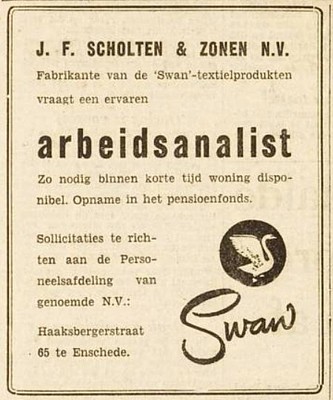 J. F. SCHOLTEN & ZONEN N.V.
Fabrikante van de 'Swan'-textielprodukten
vraagt een ervaren
arbeidsanalist
Zo nodig binnen korte tijd woning dispo-
nibel. Opname in het pensioenfonds.
Sollicitaties te rich-
ten aan de Perso-
neelsafdeling van
genoemde N.V.:
Haaksbergerstraat
65 te Enschede.
Swan